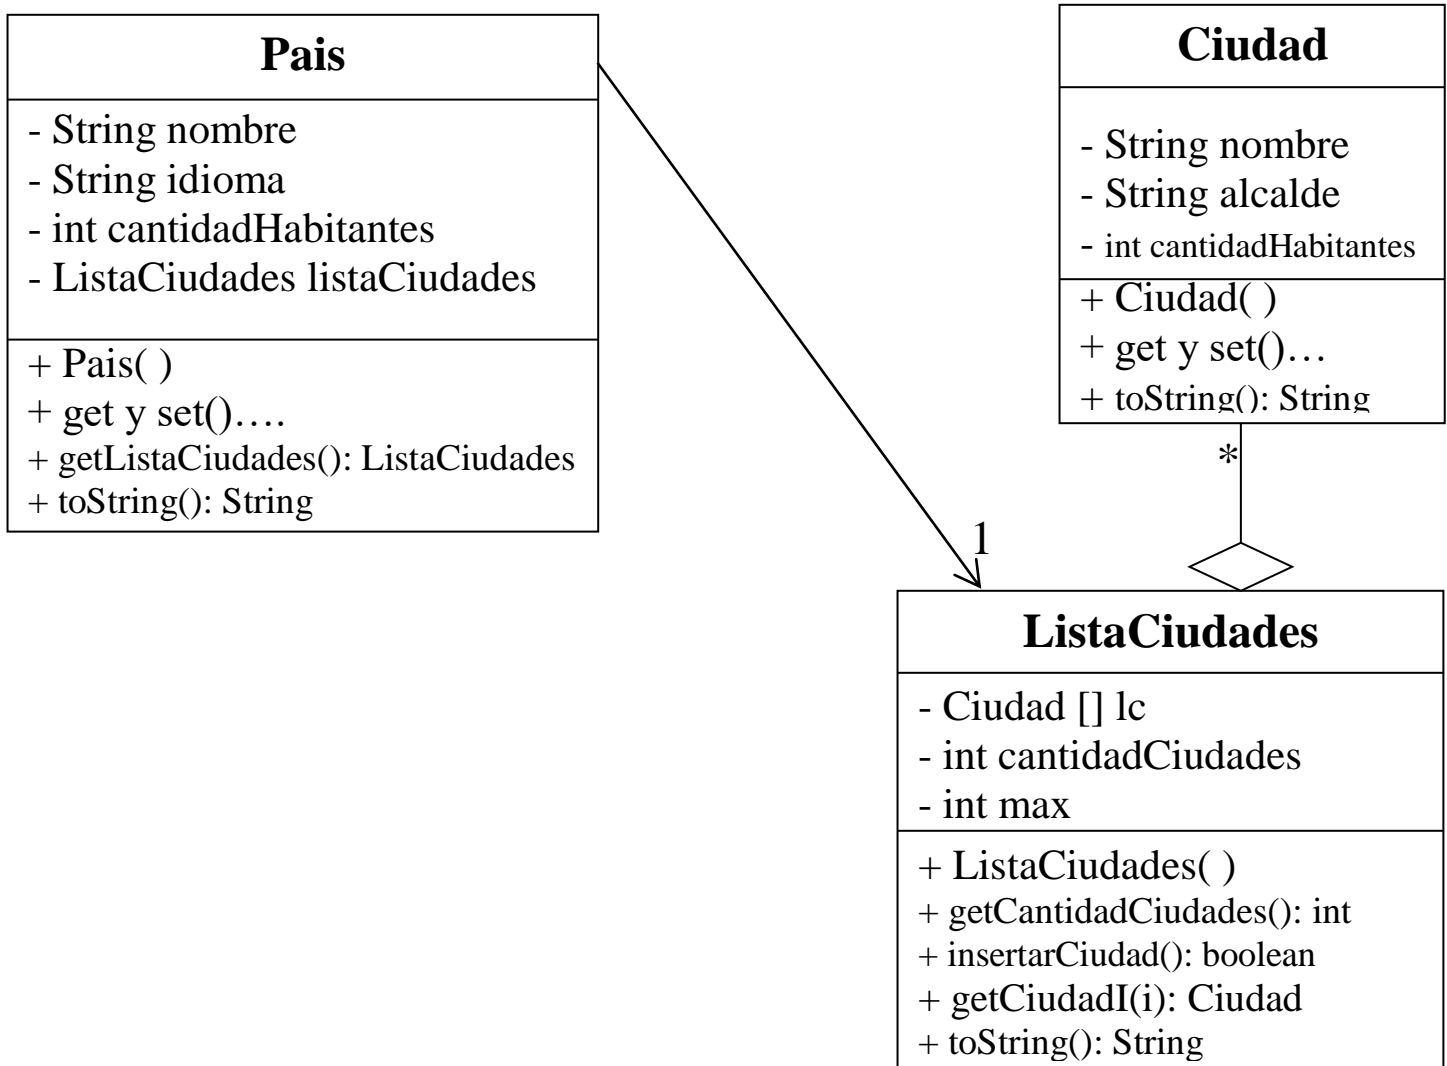 Pais
- String nombre
- String idioma
- int cantidadHabitantes
- ListaCiudades listaCiudades
+ Pais( )
+ get y set()….
+ getListaCiudades(): ListaCiudades
+ toString(): String
Ciudad
- String nombre
- String alcalde
- int cantidadHabitantes
+ Ciudad( )
+ get y set()…
+ toString(): String
*
1
ListaCiudades
- Ciudad [] lc
- int cantidadCiudades
- int max
+ ListaCiudades( )
+ getCantidadCiudades(): int
+ insertarCiudad(): boolean
+ getCiudadI(i): Ciudad
+ toString(): String